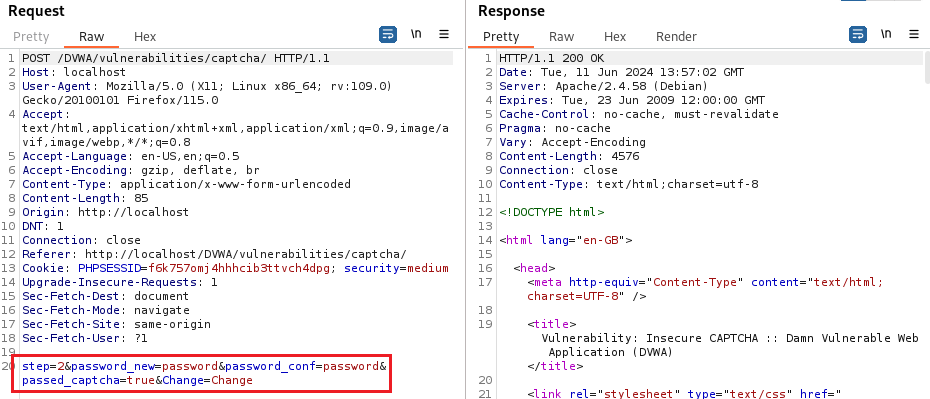 Request
Pretty Raw Hex
\n
1 POST /DVWA/vulnerabilities/captcha/ HTTP/1.1
2 Host: localhost
3 User-Agent: Mozilla/5.0 (X11; Linux x86_64; rv:109.0)
Gecko/20100101 Firefox/115.0
4 Accept:
text/html,application/xhtml+xml,application/xml;q=0.9,image/a
vif,image/webp,*/*;q=0.8
5 Accept-Language: en-US,en;q=0.5
6 Accept-Encoding: gzip, deflate, br
7 Content-Type: application/x-www-form-urlencoded
8 Content-Length: 85
9 Origin: http://localhost
10 DNT: 1
11 Connection: close
12 Referer: http://localhost/DVWA/vulnerabilities/captcha/
13 Cookie: PHPSESSID=f6k757omj4hhhcib3ttvch4dpg; security=medium
14 Upgrade-Insecure-Requests: 1
15 Sec-Fetch-Dest: document
16 Sec-Fetch-Mode: navigate
17 Sec-Fetch-Site: same-origin
18 Sec-Fetch-User: ?1
19
20 step=2&password_new=password&password_conf=password&
passed_captcha=true&Change=Change
Response
Pretty Raw Hex Render
\n
1 HTTP/1.1 200 OK
2 Date: Tue, 11 Jun 2024 13:57:02 GMT
3 Server: Apache/2.4.58 (Debian)
4 Expires: Tue, 23 Jun 2009 12:00:00 GMT
5 Cache-Control: no-cache, must-revalidate
6 Pragma: no-cache
7 Vary: Accept-Encoding
8 Content-Length: 4576
9 Connection: close
10 Content-Type: text/html;charset=utf-8
11
12 <!DOCTYPE html>
13
14 <html lang="en-GB">
15
16 <head>
17 <meta http-equiv="Content-Type" content="text/html;
charset=UTF-8" />
18
19 <title>
Vulnerability: Insecure CAPTCHA :: Damn Vulnerable Web
Application (DVWA)
</title>
20
21 <link rel="stylesheet" type="text/css" href="